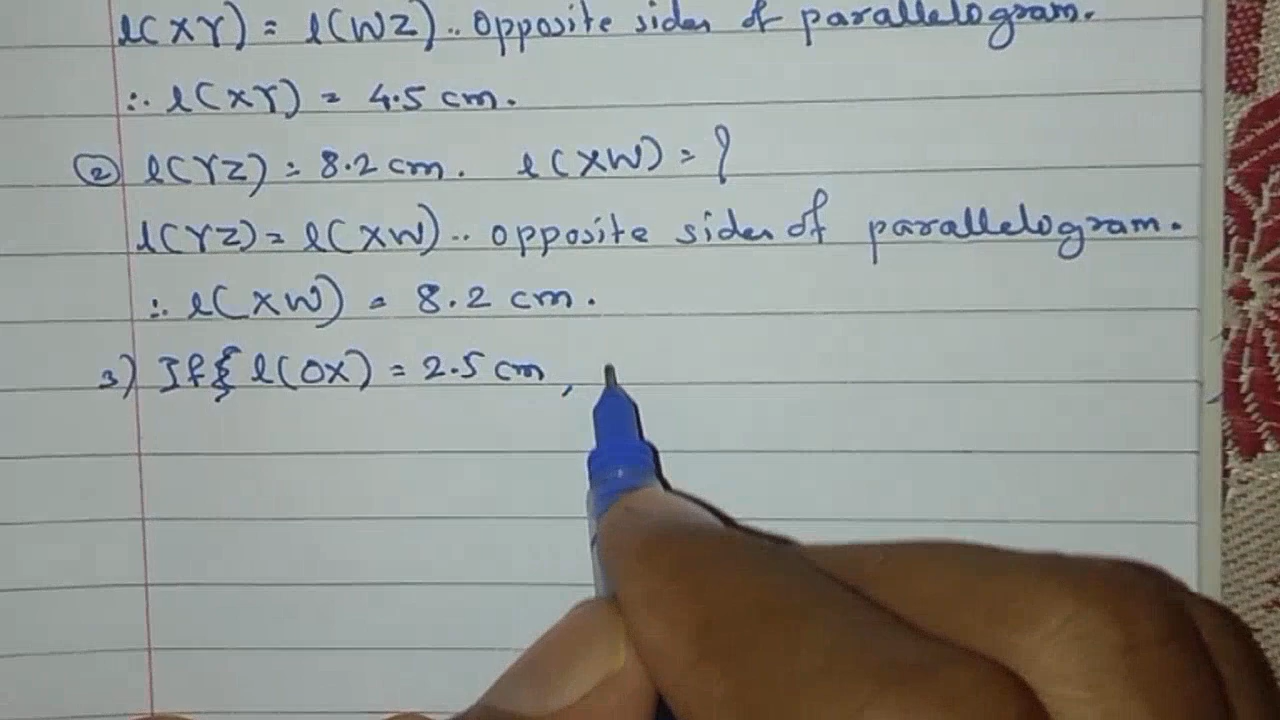 l(XY) = l(WZ).. opposite sides of parallelogram.
∴ l(XY) = 4.5 cm.
② l(YZ) = 8.2 cm. l(XW) = ?
l(YZ) = l(XW).. opposite sides of parallelogram.
∴ l(XW) = 8.2 cm.
3) If l(OX) = 2.5 cm,